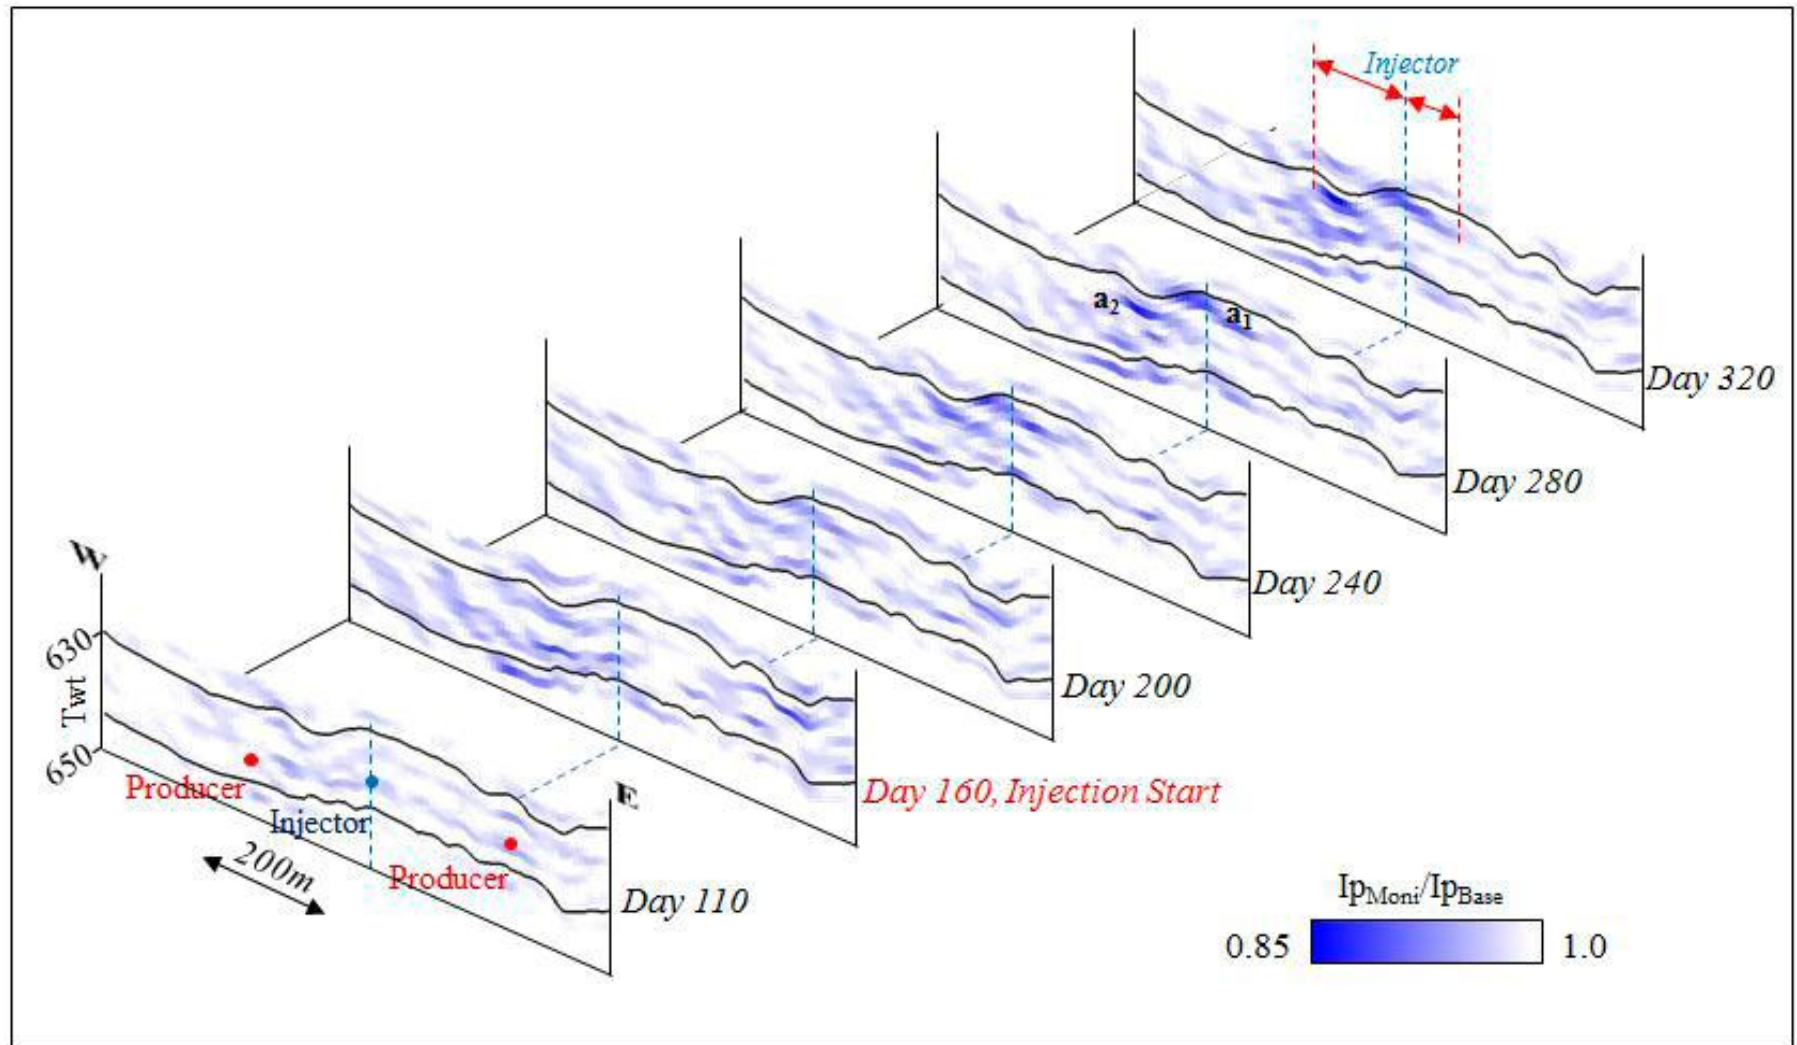 Injector
Day 320
a₂
a₁
Day 280
Day 240
Day 200
Day 160, Injection Start
W
630
Twt
650
Producer
Injector
200m
Producer
E
Day 110
IpMoni/IpBase
0.85
1.0